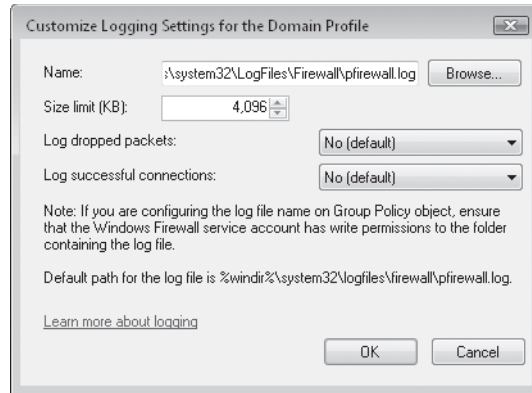 Customize Logging Settings for the Domain Profile
Name: :\system32\LogFiles\Firewall\pfirewall.log Browse...
Size limit (KB): 4,096
Log dropped packets: No (default)
Log successful connections: No (default)
Note: If you are configuring the log file name on Group Policy object, ensure
that the Windows Firewall service account has write permissions to the folder
containing the log file.
Default path for the log file is %windir%\system32\logfiles\firewall\pfirewall.log.
Learn more about logging
OK Cancel